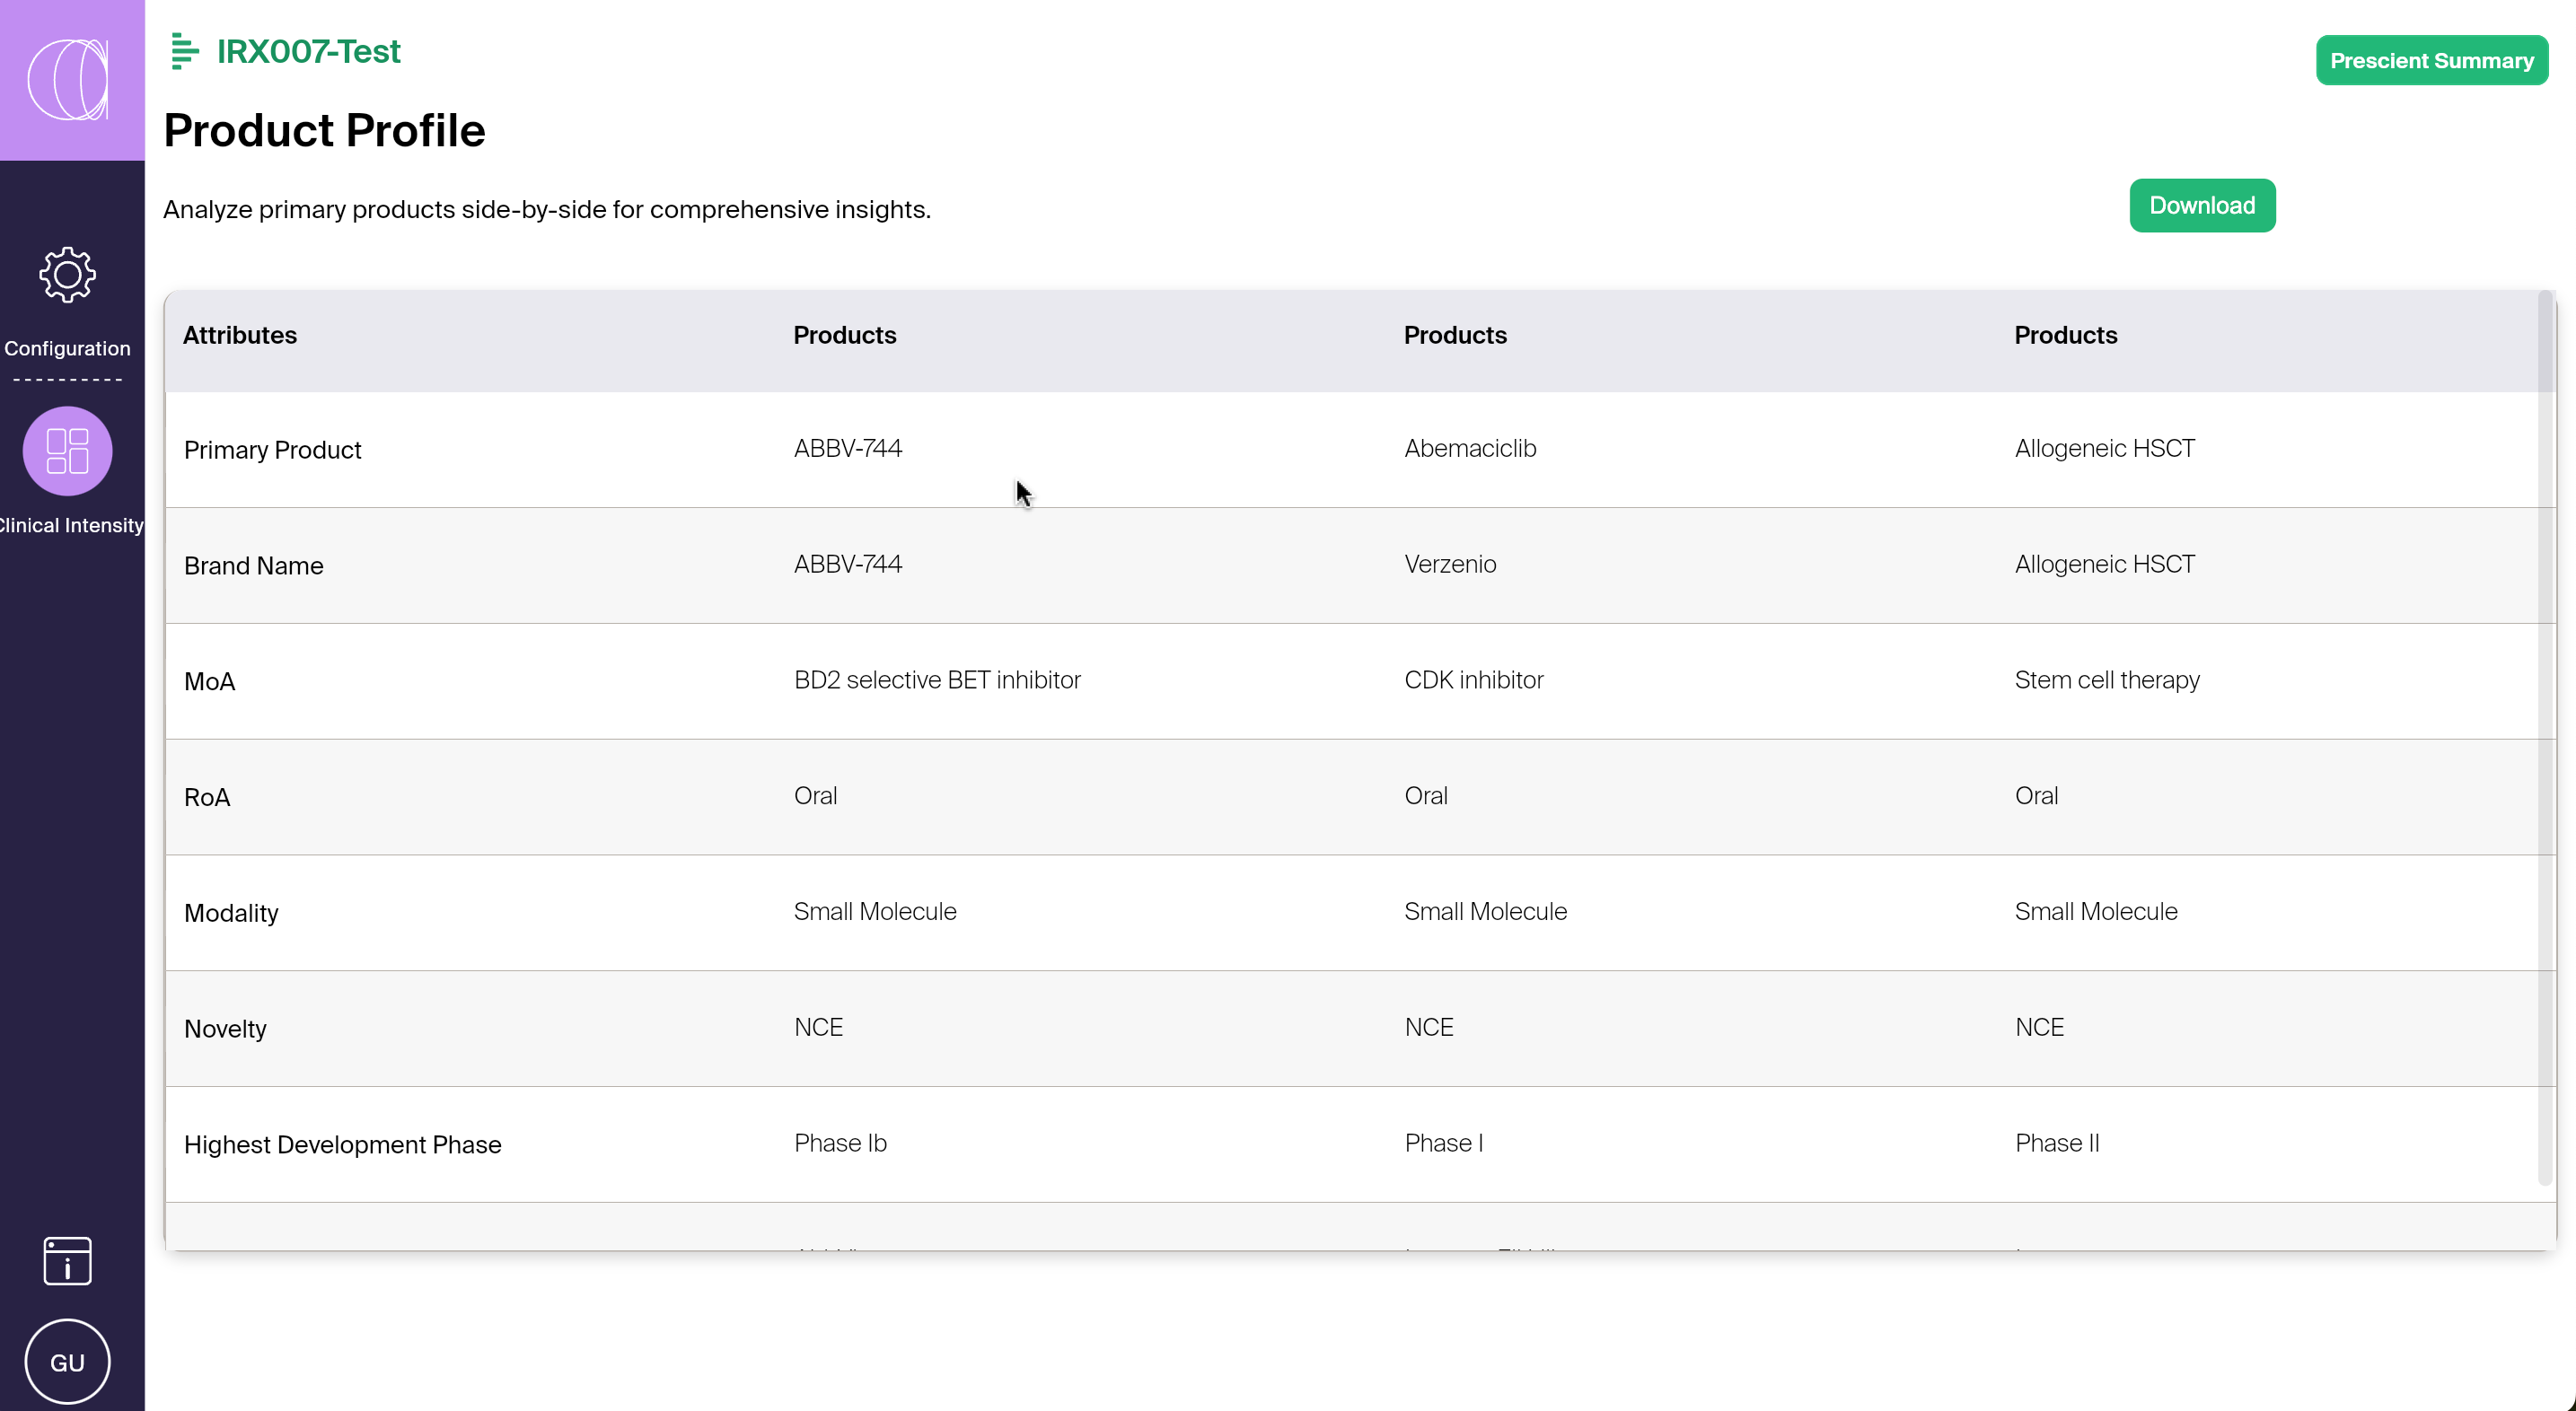 IRX007-Test
Prescient Summary
Product Profile
Analyze primary products side-by-side for comprehensive insights.
Download
Configuration
Clinical Intensity
Attributes Products Products Products
Primary Product ABBV-744 Abemaciclib Allogeneic HSCT
Brand Name ABBV-744 Verzenio Allogeneic HSCT
MoA BD2 selective BET inhibitor CDK inhibitor Stem cell therapy
RoA Oral Oral Oral
Modality Small Molecule Small Molecule Small Molecule
Novelty NCE NCE NCE
Highest Development Phase Phase Ib Phase I Phase II
GU